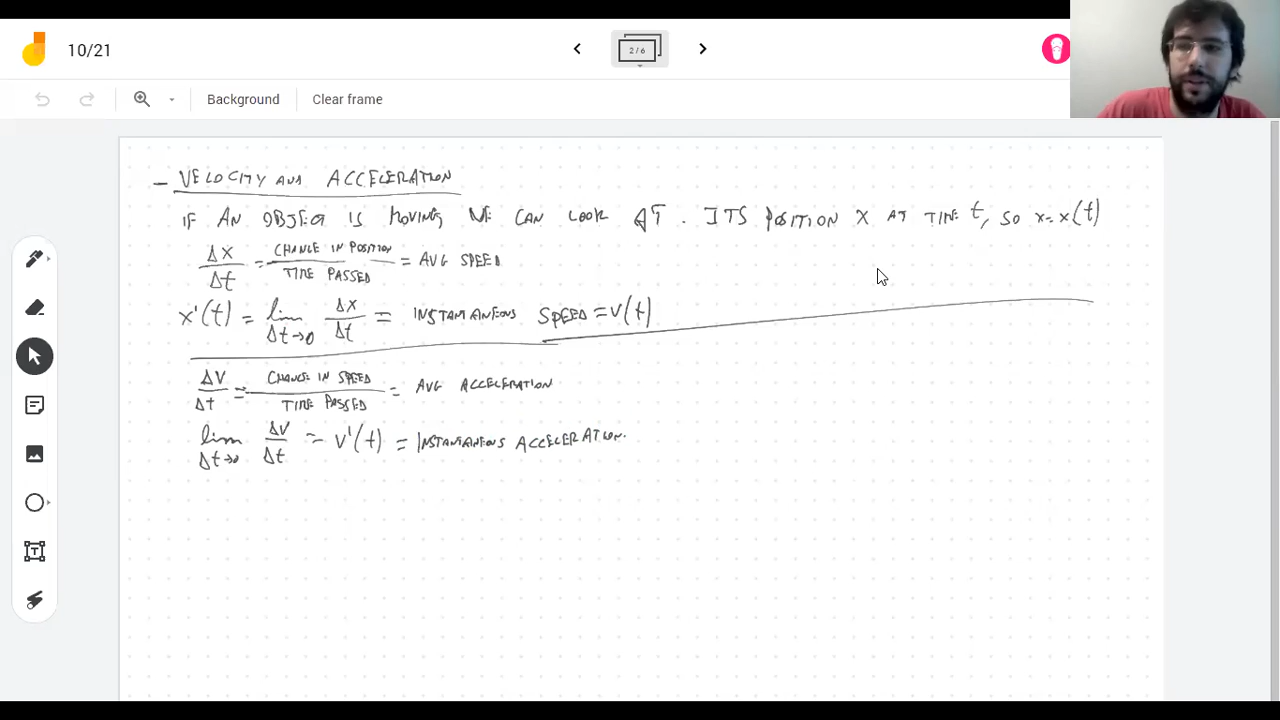 10/21
2/6
Background
Clear frame
- VELOCITY AND ACCELERATION
IF AN OBJECT IS MOVING WE CAN LOOK AT . ITS POSITION X AT TIME t, SO x=x(t)
Δx/Δt = CHANGE IN POSITION/TIME PASSED = AVG SPEED
x'(t) = lim Δt→0 Δx/Δt = INSTANTANEOUS SPEED = v(t)
ΔV/Δt = CHANGE IN SPEED/TIME PASSED = AVG ACCELERATION
lim Δt→0 ΔV/Δt = V'(t) = INSTANTANEOUS ACCELERATION.